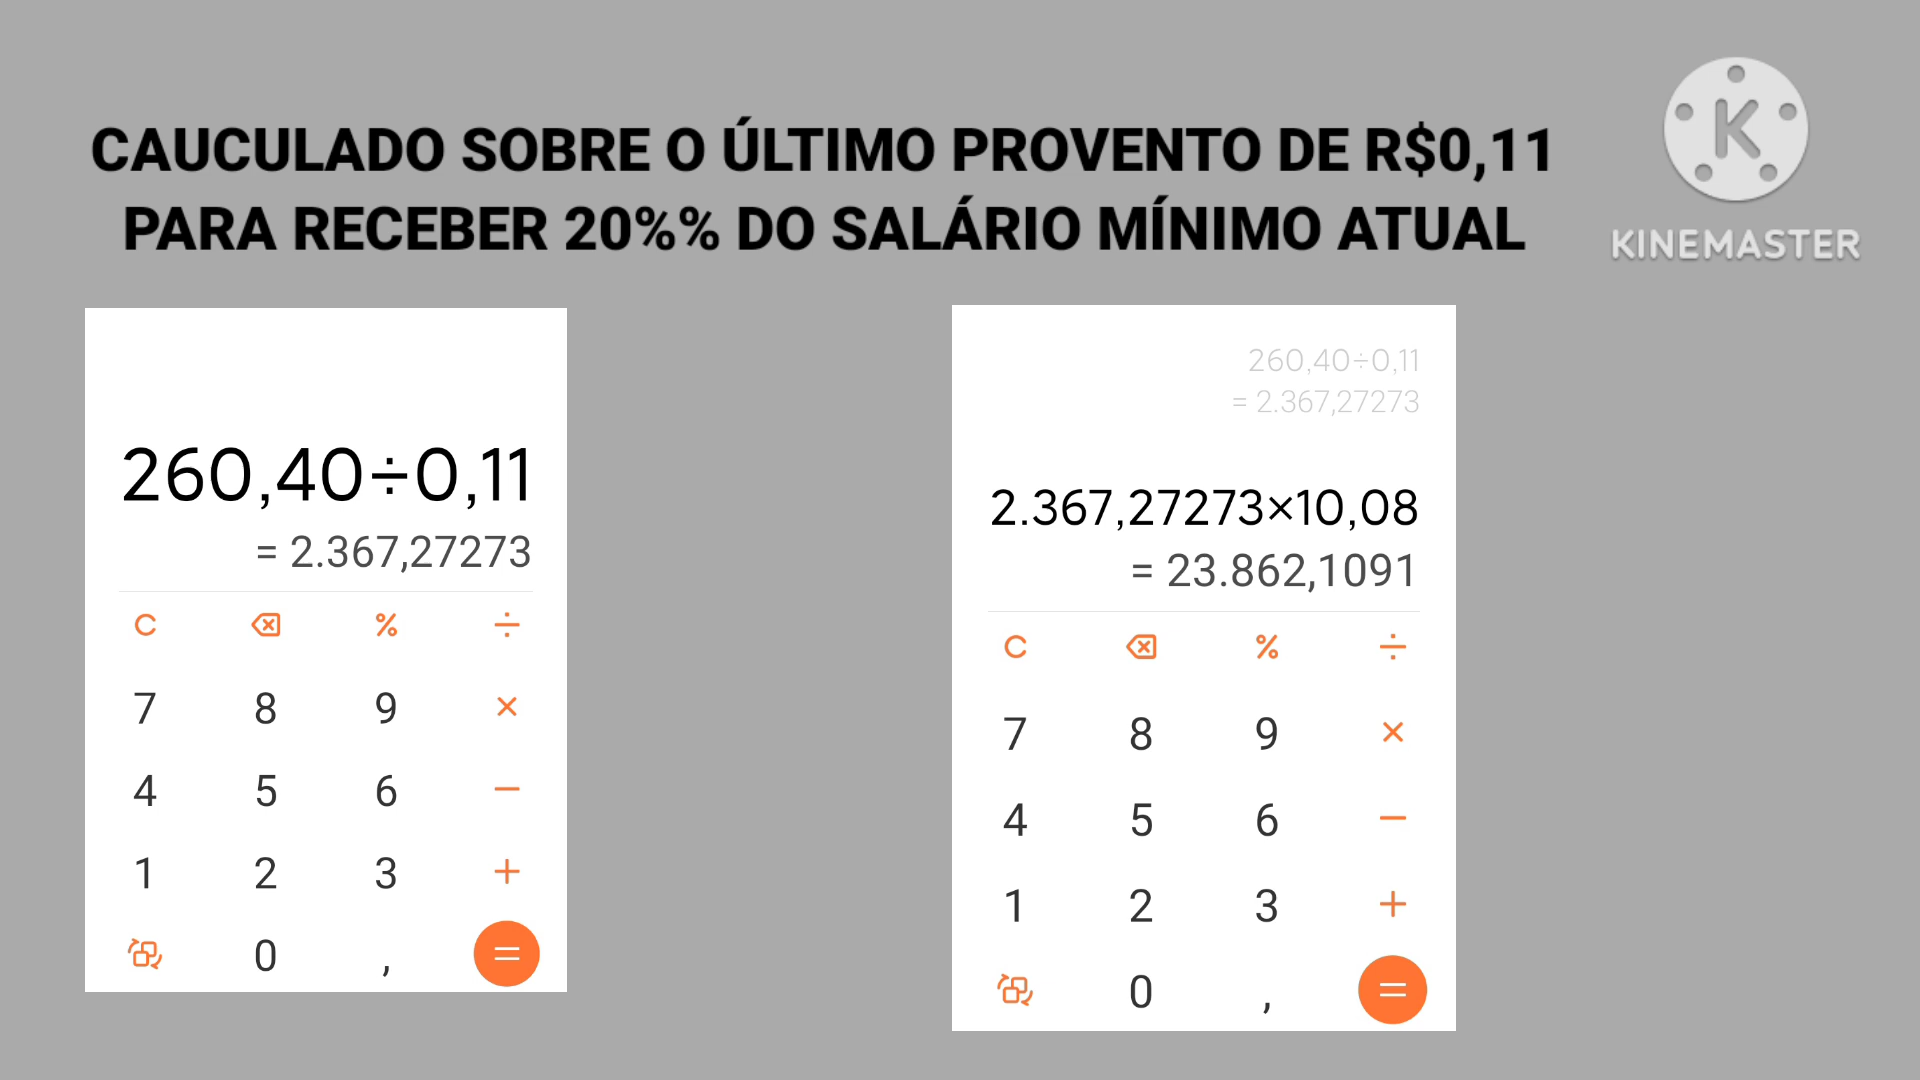 CAUCULADO SOBRE O ÚLTIMO PROVENTO DE R$0,11
PARA RECEBER 20%% DO SALÁRIO MÍNIMO ATUAL
K
KINEMASTER
260,40÷0,11
= 2.367,27273
C % ÷
7 8 9 ×
4 5 6 −
1 2 3 +
0 , =
260,40÷0,11
= 2.367,27273
2.367,27273×10,08
= 23.862,1091
C % ÷
7 8 9 ×
4 5 6 −
1 2 3 +
0 , =